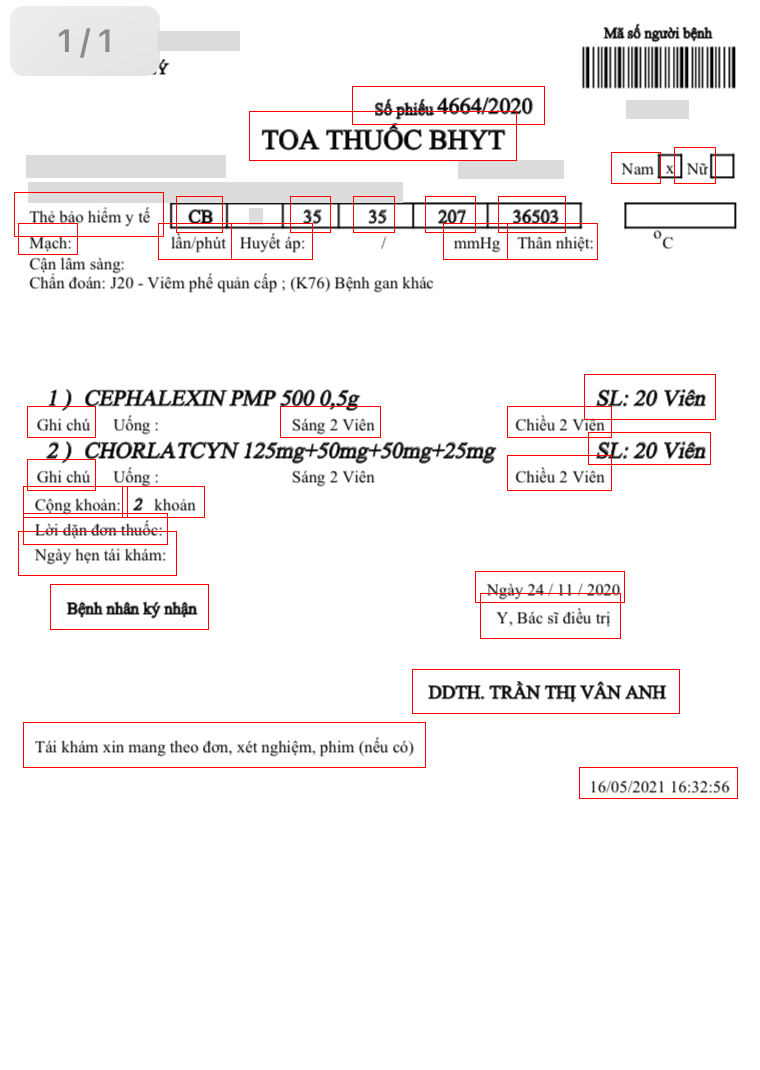 1/1
Mã số người bệnh
Ý
Số phiếu 4664/2020
TOA THUỐC BHYT
Nam x Nữ
Thẻ bảo hiểm y tế CB 35 35 207 36503
Mạch: lần/phút Huyết áp: / mmHg Thân nhiệt: °C
Cận lâm sàng:
Chẩn đoán: J20 - Viêm phế quản cấp ; (K76) Bệnh gan khác
1 ) CEPHALEXIN PMP 500 0,5g SL: 20 Viên
Ghi chú Uống : Sáng 2 Viên Chiều 2 Viên
2 ) CHORLATCYN 125mg+50mg+50mg+25mg SL: 20 Viên
Ghi chú Uống : Sáng 2 Viên Chiều 2 Viên
Cộng khoản: 2 khoản
Lời dặn đơn thuốc:
Ngày hẹn tái khám:
Ngày 24 / 11 / 2020
Bệnh nhân ký nhận
Y, Bác sĩ điều trị
DDTH. TRẦN THỊ VÂN ANH
Tái khám xin mang theo đơn, xét nghiệm, phim (nếu có)
16/05/2021 16:32:56